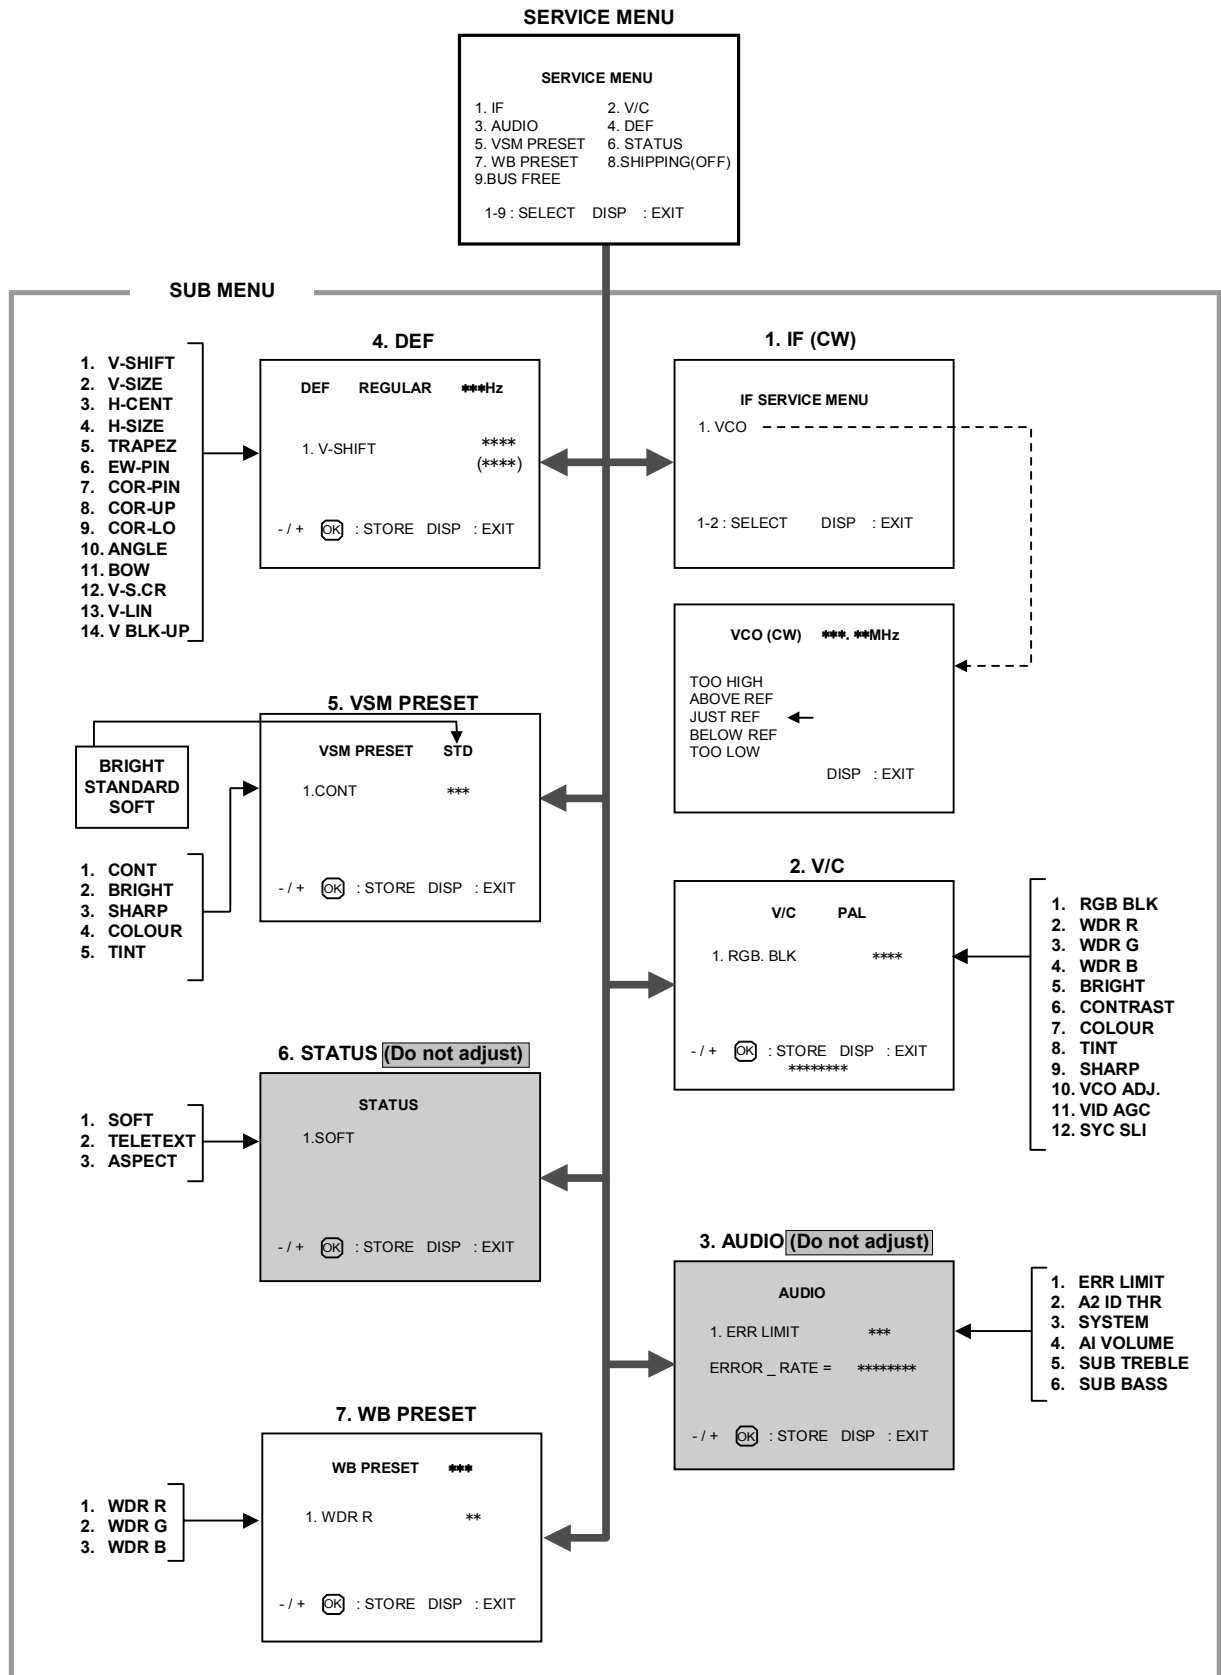 SERVICE MENU
SERVICE MENU
1. IF 2. V/C
3. AUDIO 4. DEF
5. VSM PRESET 6. STATUS
7. WB PRESET 8.SHIPPING(OFF)
9.BUS FREE
1-9 : SELECT DISP : EXIT
SUB MENU
4. DEF
1. V-SHIFT
2. V-SIZE
3. H-CENT
4. H-SIZE
5. TRAPEZ
6. EW-PIN
7. COR-PIN
8. COR-UP
9. COR-LO
10. ANGLE
11. BOW
12. V-S.CR
13. V-LIN
14. V BLK-UP
DEF REGULAR ***Hz
1. V-SHIFT ****
(****)
- / + OK : STORE DISP : EXIT
1. IF (CW)
IF SERVICE MENU
1. VCO
1-2 : SELECT DISP : EXIT
VCO (CW) ***. **MHz
TOO HIGH
ABOVE REF
JUST REF
BELOW REF
TOO LOW
DISP : EXIT
5. VSM PRESET
BRIGHT
STANDARD
SOFT
1. CONT
2. BRIGHT
3. SHARP
4. COLOUR
5. TINT
VSM PRESET STD
1.CONT ***
- / + OK : STORE DISP : EXIT
2. V/C
V/C PAL
1. RGB. BLK ****
- / + OK : STORE DISP : EXIT
********
1. RGB BLK
2. WDR R
3. WDR G
4. WDR B
5. BRIGHT
6. CONTRAST
7. COLOUR
8. TINT
9. SHARP
10. VCO ADJ.
11. VID AGC
12. SYC SLI
6. STATUS (Do not adjust)
1. SOFT
2. TELETEXT
3. ASPECT
STATUS
1.SOFT
- / + OK : STORE DISP : EXIT
3. AUDIO (Do not adjust)
AUDIO
1. ERR LIMIT ***
ERROR _ RATE = ********
- / + OK : STORE DISP : EXIT
1. ERR LIMIT
2. A2 ID THR
3. SYSTEM
4. AI VOLUME
5. SUB TREBLE
6. SUB BASS
7. WB PRESET
1. WDR R
2. WDR G
3. WDR B
WB PRESET ***
1. WDR R **
- / + OK : STORE DISP : EXIT